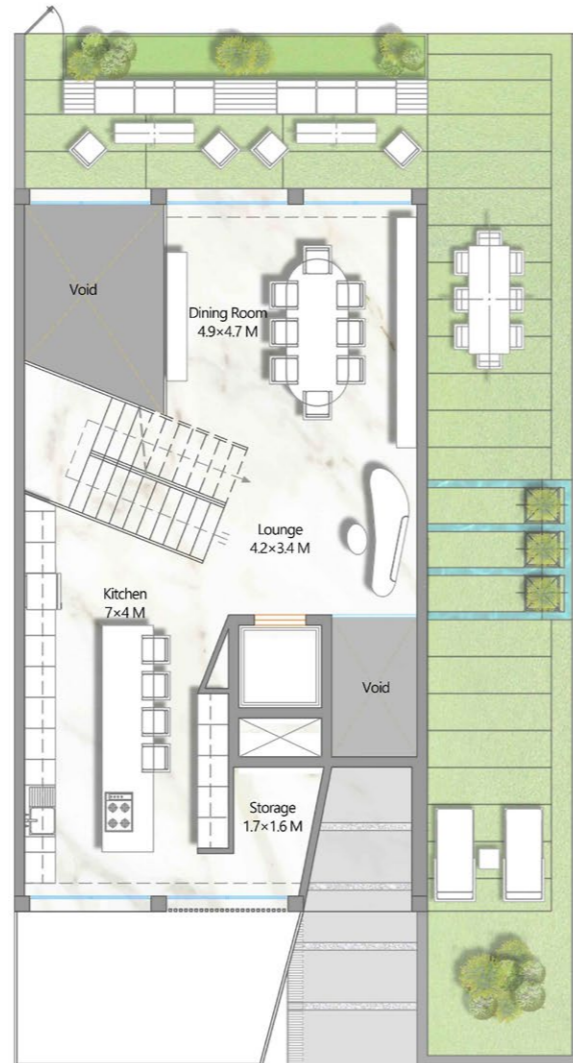 Void
Dining Room
4.9×4.7 M
Lounge
4.2×3.4 M
Kitchen
7×4 M
Void
Storage
1.7×1.6 M